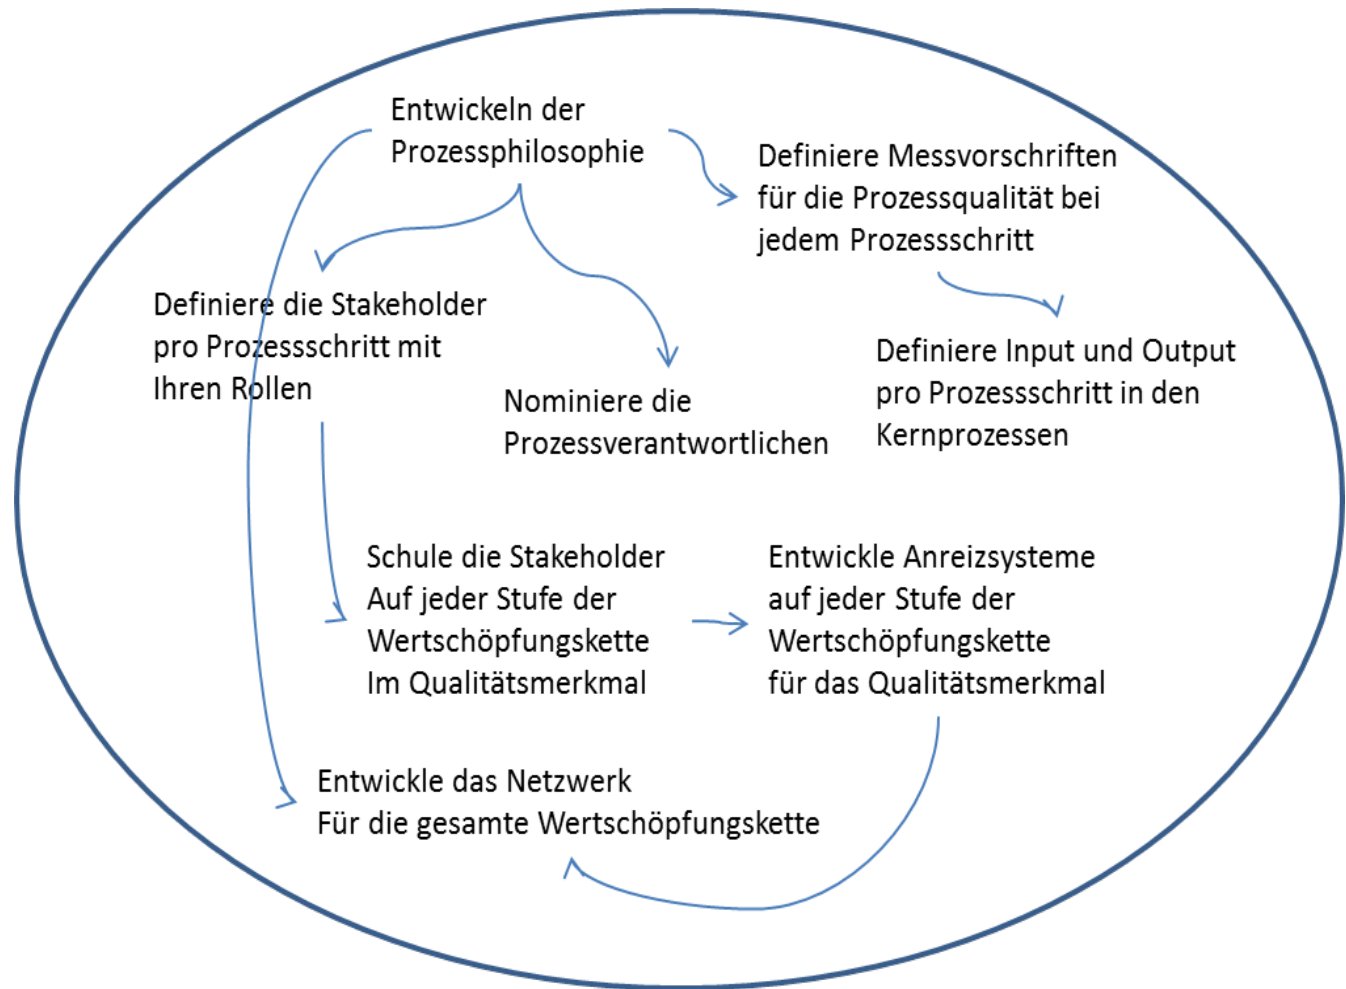 Entwickeln der
Prozessphilosophie
Definiere Messvorschriften
für die Prozessqualität bei
jedem Prozessschritt
Definiere die Stakeholder
pro Prozessschritt mit
Ihren Rollen
Definiere Input und Output
pro Prozessschritt in den
Kernprozessen
Nominiere die
Prozessverantwortlichen
Schule die Stakeholder
Auf jeder Stufe der
Wertschöpfungskette
Im Qualitätsmerkmal
Entwickle Anreizsysteme
auf jeder Stufe der
Wertschöpfungskette
für das Qualitätsmerkmal
Entwickle das Netzwerk
Für die gesamte Wertschöpfungskette